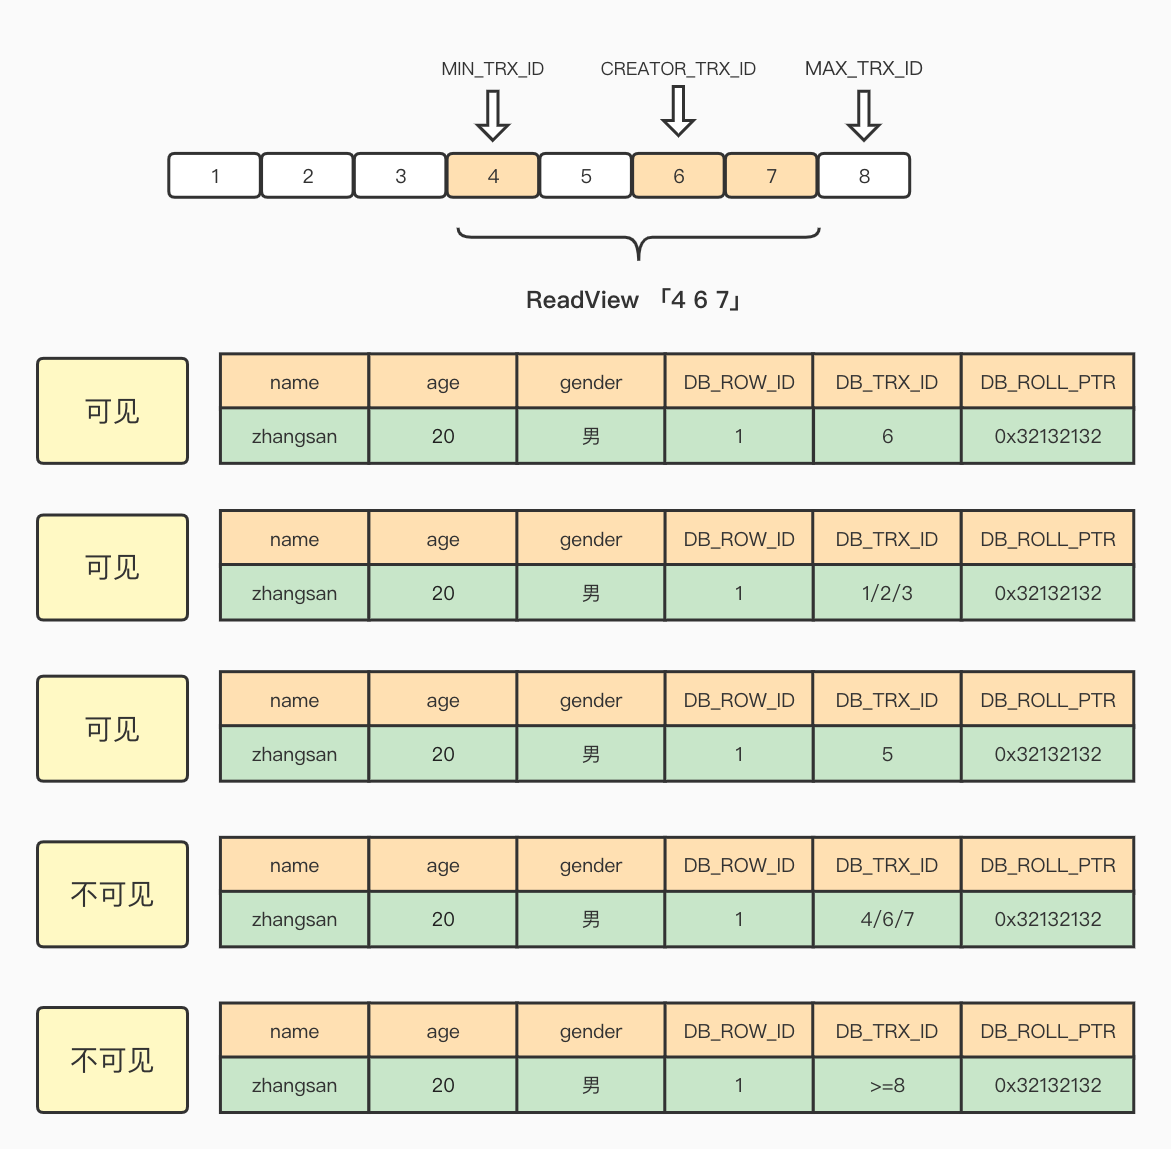 MIN_TRX_ID CREATOR_TRX_ID MAX_TRX_ID
1 2 3 4 5 6 7 8
ReadView 「4 6 7」
可见
name age gender DB_ROW_ID DB_TRX_ID DB_ROLL_PTR
zhangsan 20 男 1 6 0x32132132
可见
name age gender DB_ROW_ID DB_TRX_ID DB_ROLL_PTR
zhangsan 20 男 1 1/2/3 0x32132132
可见
name age gender DB_ROW_ID DB_TRX_ID DB_ROLL_PTR
zhangsan 20 男 1 5 0x32132132
不可见
name age gender DB_ROW_ID DB_TRX_ID DB_ROLL_PTR
zhangsan 20 男 1 4/6/7 0x32132132
不可见
name age gender DB_ROW_ID DB_TRX_ID DB_ROLL_PTR
zhangsan 20 男 1 >=8 0x32132132